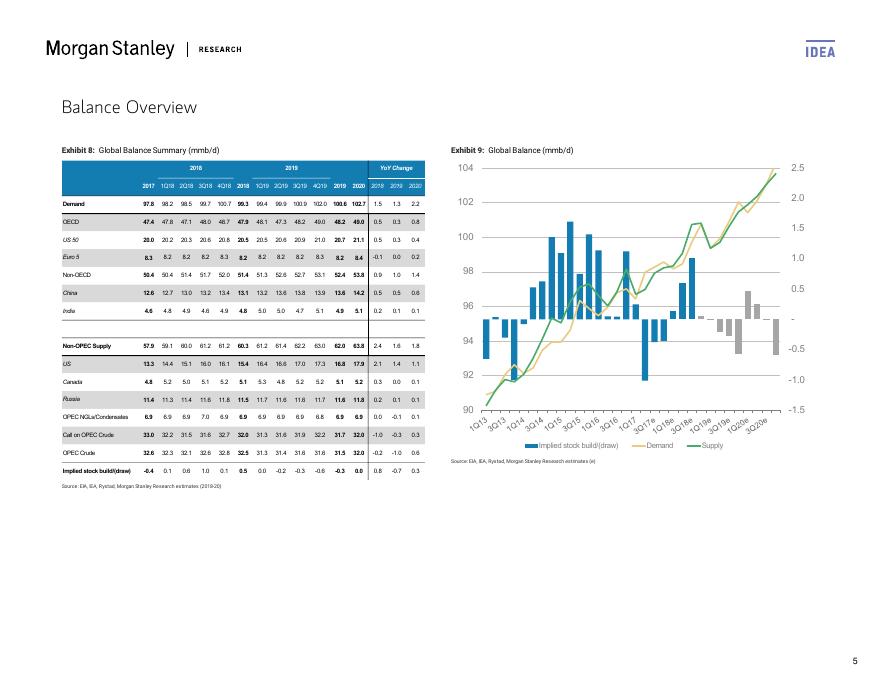 Morgan Stanley | RESEARCH
IDEA
Balance Overview
Exhibit 8: Global Balance Summary (mmb/d)
2018 2019 YoY Change
2017 1Q18 2Q18 3Q18 4Q18 2018 1Q19 2Q19 3Q19 4Q19 2019 2020 2018 2019 2020
Demand 97.8 98.2 98.5 99.7 100.7 99.3 99.4 99.9 100.9 102.0 100.6 102.7 1.5 1.3 2.2
OECD 47.4 47.8 47.1 48.0 48.7 47.9 48.1 47.3 48.2 49.0 48.2 49.0 0.5 0.3 0.8
US 50 20.0 20.2 20.3 20.6 20.8 20.5 20.5 20.6 20.9 21.0 20.7 21.1 0.5 0.3 0.4
Euro 5 8.3 8.2 8.2 8.3 8.3 8.2 8.2 8.2 8.2 8.3 8.2 8.4 -0.1 0.0 0.2
Non-OECD 50.4 50.4 51.4 51.7 52.0 51.4 51.3 52.6 52.7 53.1 52.4 53.8 0.9 1.0 1.4
China 12.6 12.7 13.0 13.2 13.4 13.1 13.2 13.6 13.8 13.9 13.6 14.2 0.5 0.5 0.6
India 4.6 4.8 4.9 4.6 4.9 4.8 5.0 5.0 4.7 5.1 4.9 5.1 0.2 0.1 0.1
Non-OPEC Supply 57.9 59.1 60.0 61.2 61.2 60.3 61.2 61.4 62.2 63.0 62.0 63.8 2.4 1.6 1.8
US 13.3 14.4 15.1 16.0 16.1 15.4 16.4 16.6 17.0 17.3 16.8 17.9 2.1 1.4 1.1
Canada 4.8 5.2 5.0 5.1 5.2 5.1 5.3 4.8 5.2 5.2 5.1 5.2 0.3 0.0 0.1
Russia 11.4 11.3 11.4 11.6 11.8 11.5 11.7 11.6 11.6 11.7 11.6 11.8 0.2 0.1 0.1
OPEC NGLs/Condensates 6.9 6.9 6.9 7.0 6.9 6.9 6.9 6.9 6.9 6.8 6.9 6.9 0.0 -0.1 0.1
Call on OPEC Crude 33.0 32.2 31.5 31.6 32.7 32.0 31.3 31.6 31.9 32.2 31.7 32.0 -1.0 -0.3 0.3
OPEC Crude 32.6 32.3 32.1 32.6 32.8 32.5 31.3 31.4 31.6 31.6 31.5 32.0 -0.2 -1.0 0.6
Implied stock build/(draw) -0.4 0.1 0.6 1.0 0.1 0.5 0.0 -0.2 -0.3 -0.6 -0.3 0.0 0.8 -0.7 0.3
Source: EIA, IEA, Rystad, Morgan Stanley Research estimates (2018-20)
Exhibit 9: Global Balance (mmb/d)
104 2.5
102 2.0
100 1.5
98 1.0
96 0.5
94 -
92 -0.5
90 -1.0
-1.5
1Q13 3Q13 1Q14 3Q14 1Q15 3Q15 1Q16 3Q16 1Q17 3Q17e 1Q18e 3Q18e 1Q19e 3Q19e 1Q20e 3Q20e
Implied stock build/(draw) Demand Supply
Source: EIA, IEA, Rystad, Morgan Stanley Research estimates (e)
5